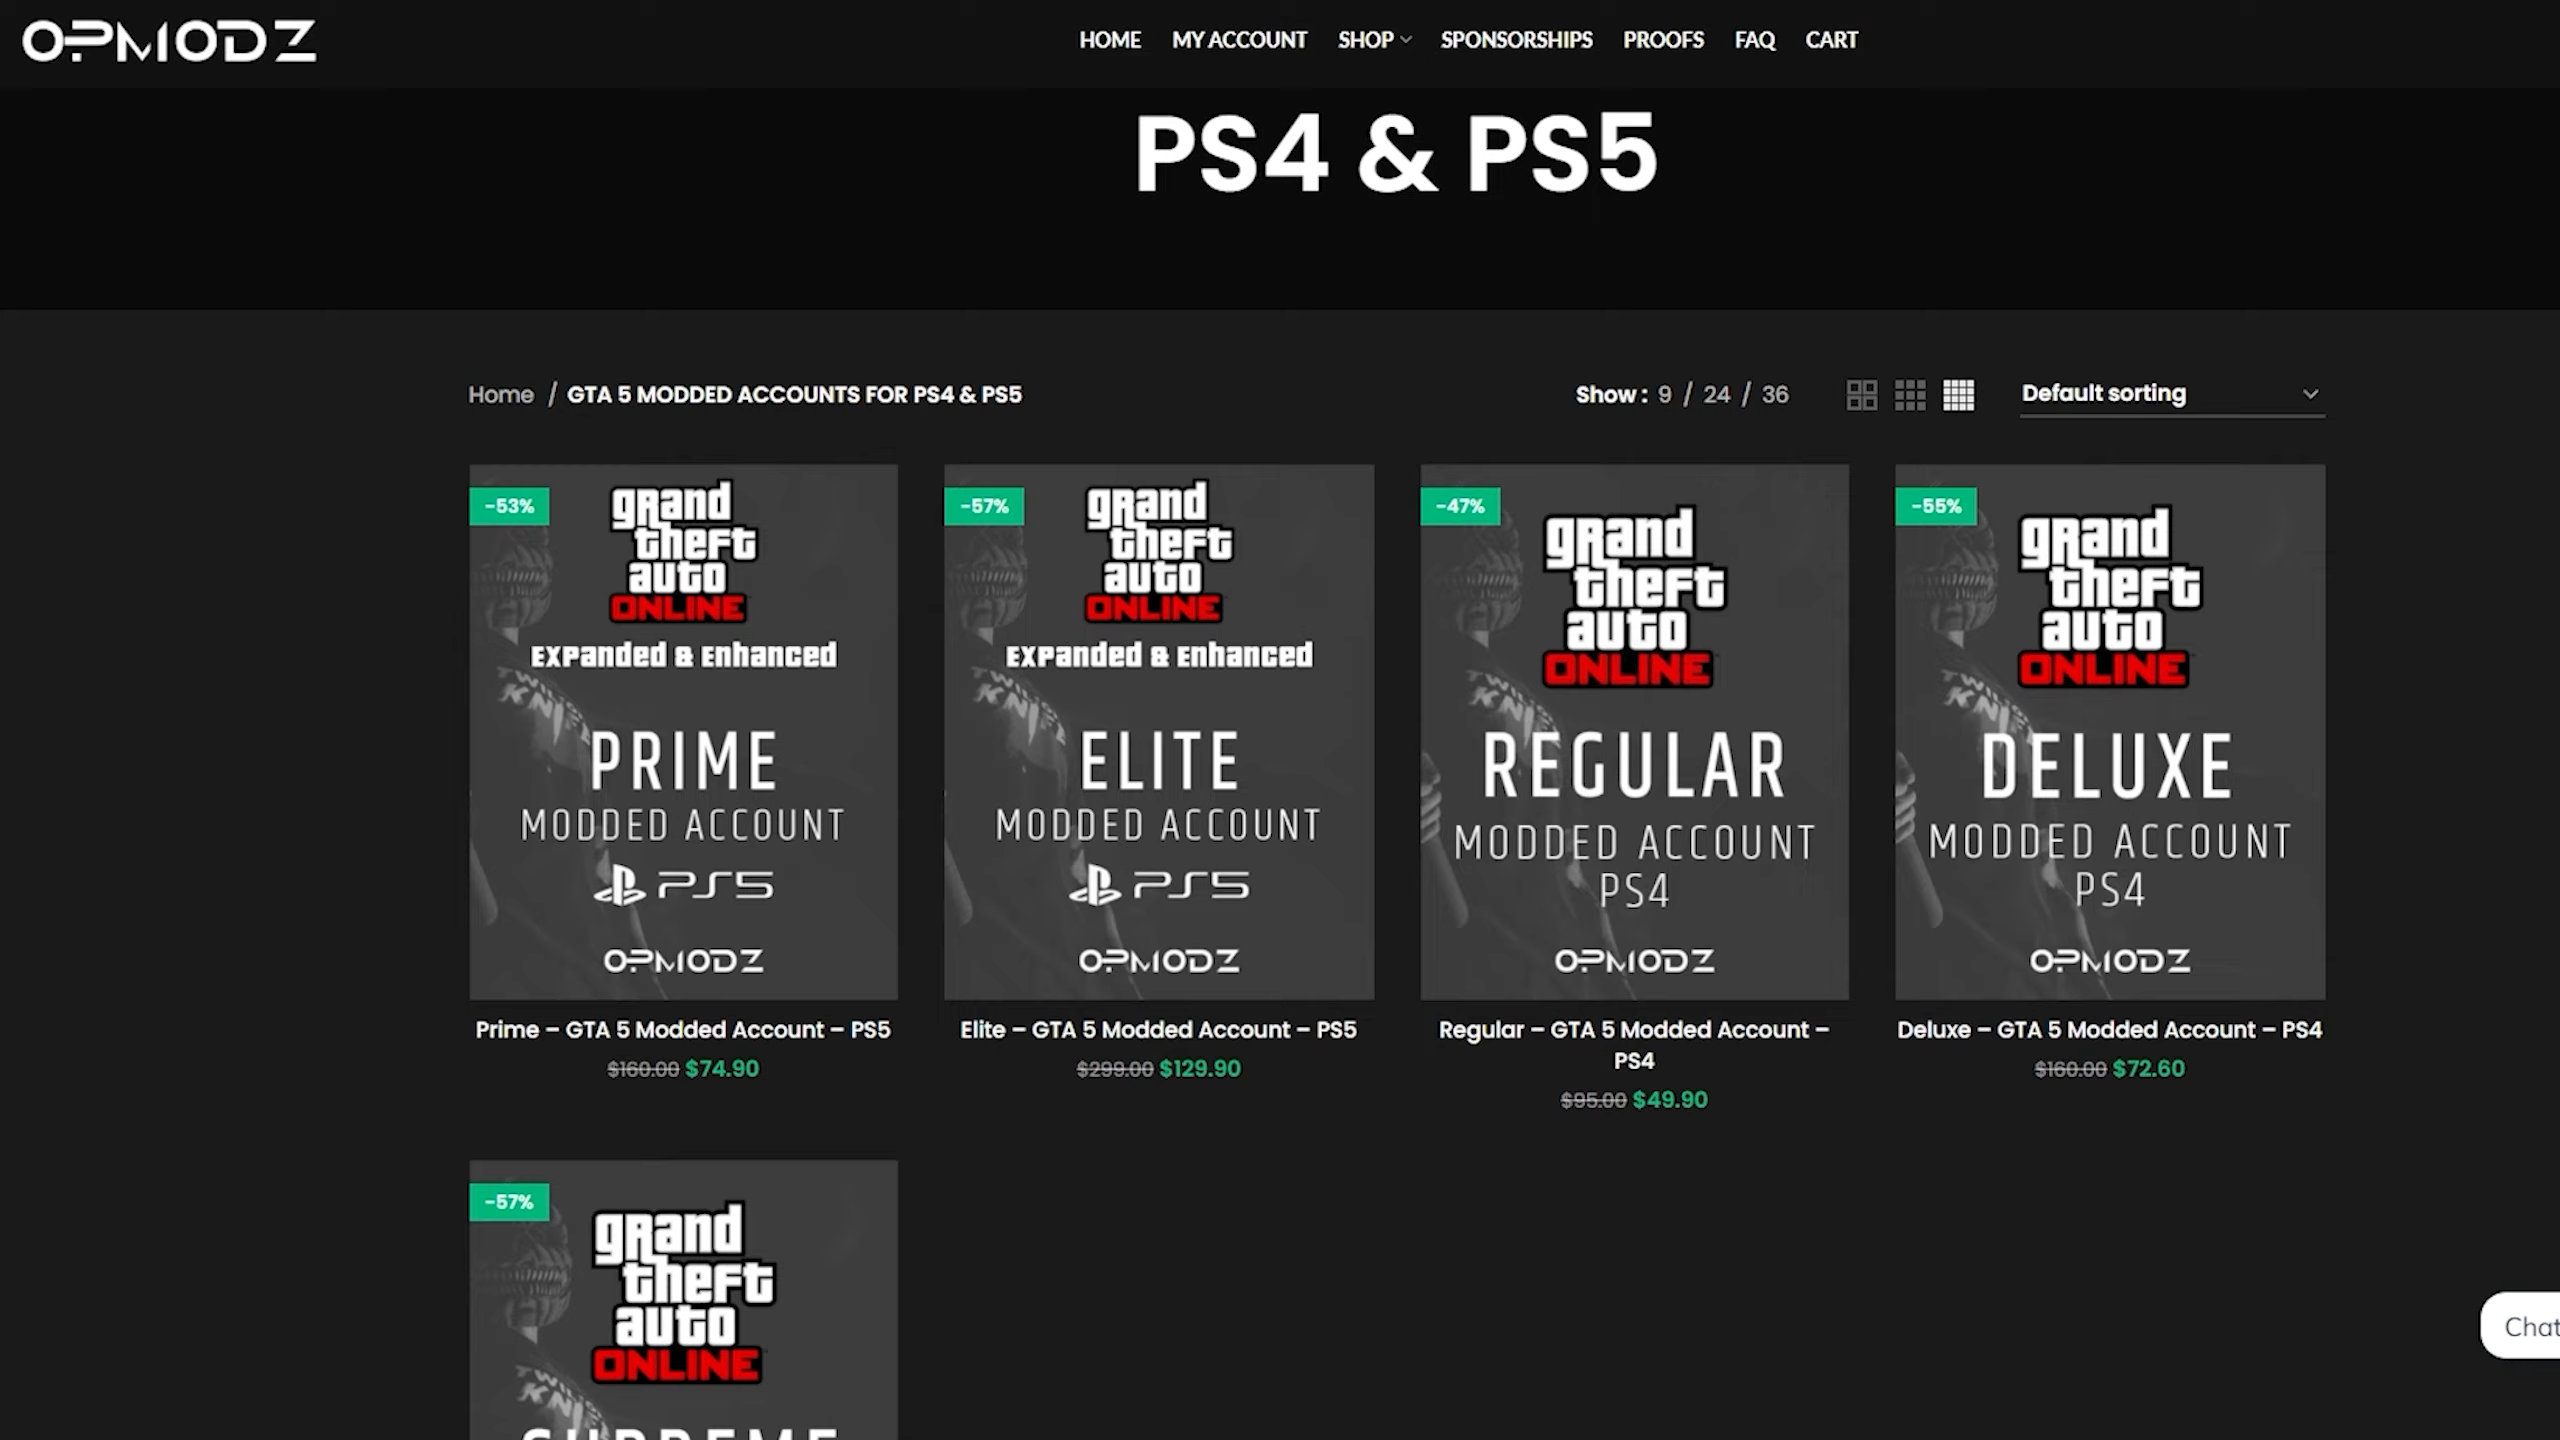 OPMODZ
HOME MY ACCOUNT SHOP SPONSORSHIPS PROOFS FAQ CART
PS4 & PS5
Home / GTA 5 MODDED ACCOUNTS FOR PS4 & PS5
Show : 9 / 24 / 36
Default sorting
-53%
grand
theft
auto
ONLINE
Expanded & Enhanced
PRIME
MODDED ACCOUNT
PS5
OPMODZ
Prime – GTA 5 Modded Account – PS5
$160.00 $74.90
-57%
grand
theft
auto
ONLINE
Expanded & Enhanced
ELITE
MODDED ACCOUNT
PS5
OPMODZ
Elite – GTA 5 Modded Account – PS5
$299.00 $129.90
-47%
grand
theft
auto
ONLINE
REGULAR
MODDED ACCOUNT
PS4
OPMODZ
Regular – GTA 5 Modded Account –
PS4
$95.00 $49.90
-55%
grand
theft
auto
ONLINE
DELUXE
MODDED ACCOUNT
PS4
OPMODZ
Deluxe – GTA 5 Modded Account – PS4
$160.00 $72.60
-57%
grand
theft
auto
ONLINE
SUPREME
Chat